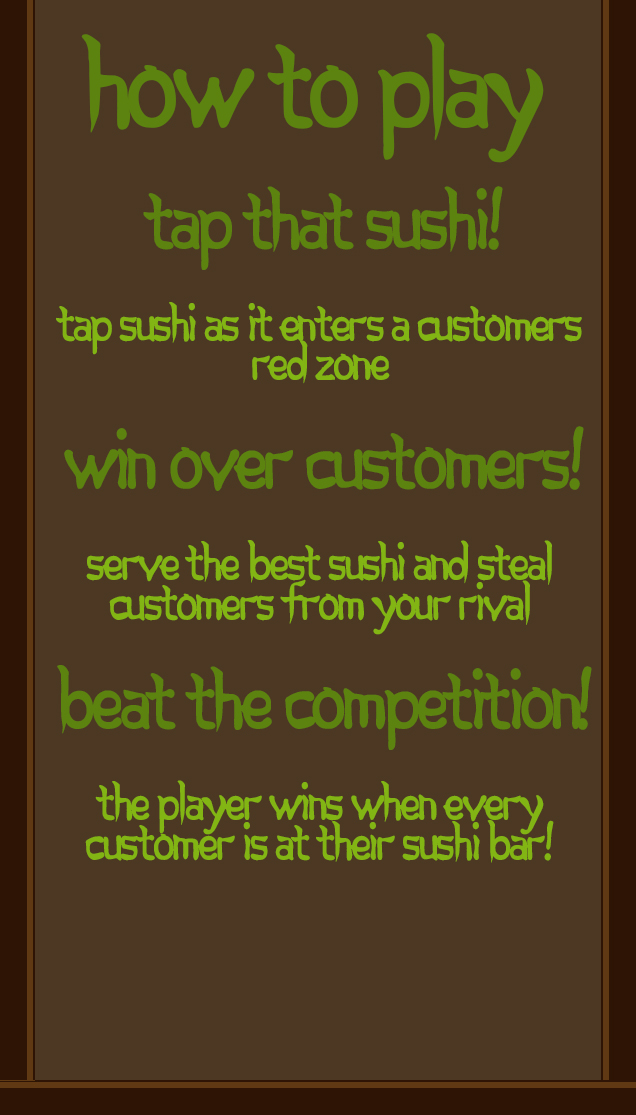 how to play
tap that sushi!
tap sushi as it enters a customers
red zone
win over customers!
serve the best sushi and steal
customers from your rival
beat the competition!
the player wins when every
customer is at their sushi bar!